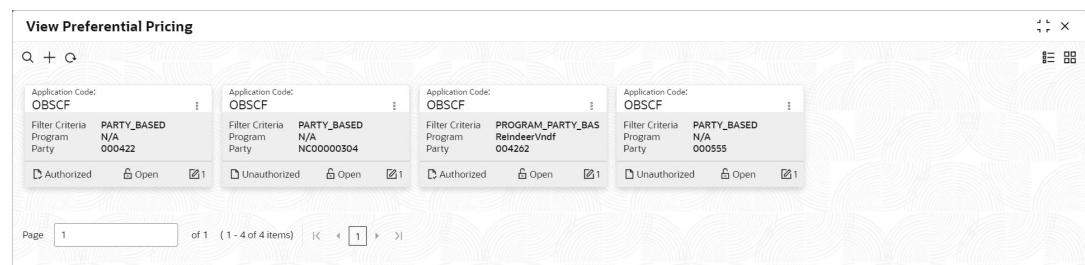 View Preferential Pricing
Application Code:
OBSCF
Filter Criteria PARTY_BASED
Program N/A
Party 000422
Authorized Open 1
Application Code:
OBSCF
Filter Criteria PARTY_BASED
Program N/A
Party NC00000304
Unauthorized Open 1
Application Code:
OBSCF
Filter Criteria PROGRAM_PARTY_BAS
Program ReindeerVndf
Party 004262
Authorized Open 1
Application Code:
OBSCF
Filter Criteria PARTY_BASED
Program N/A
Party 000555
Unauthorized Open 1
Page 1 of 1 ( 1 - 4 of 4 items) 1